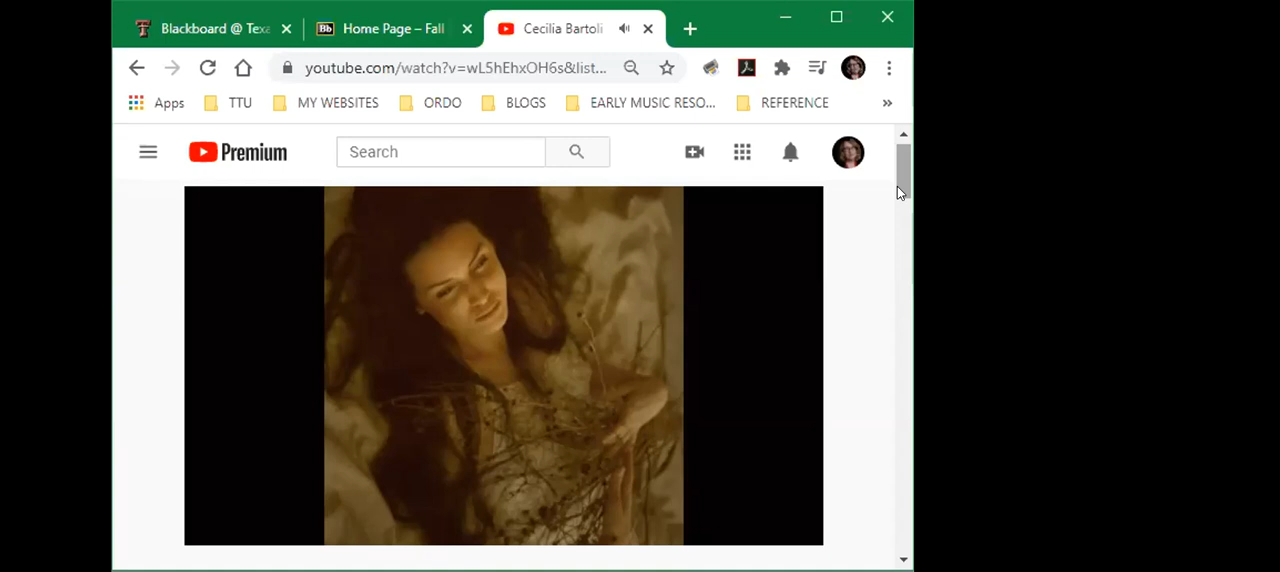 Blackboard @ Texa
Home Page – Fall
Cecilia Bartoli
youtube.com/watch?v=wL5hEhxOH6s&list...
Apps TTU MY WEBSITES ORDO BLOGS EARLY MUSIC RESO... REFERENCE »
Premium Search